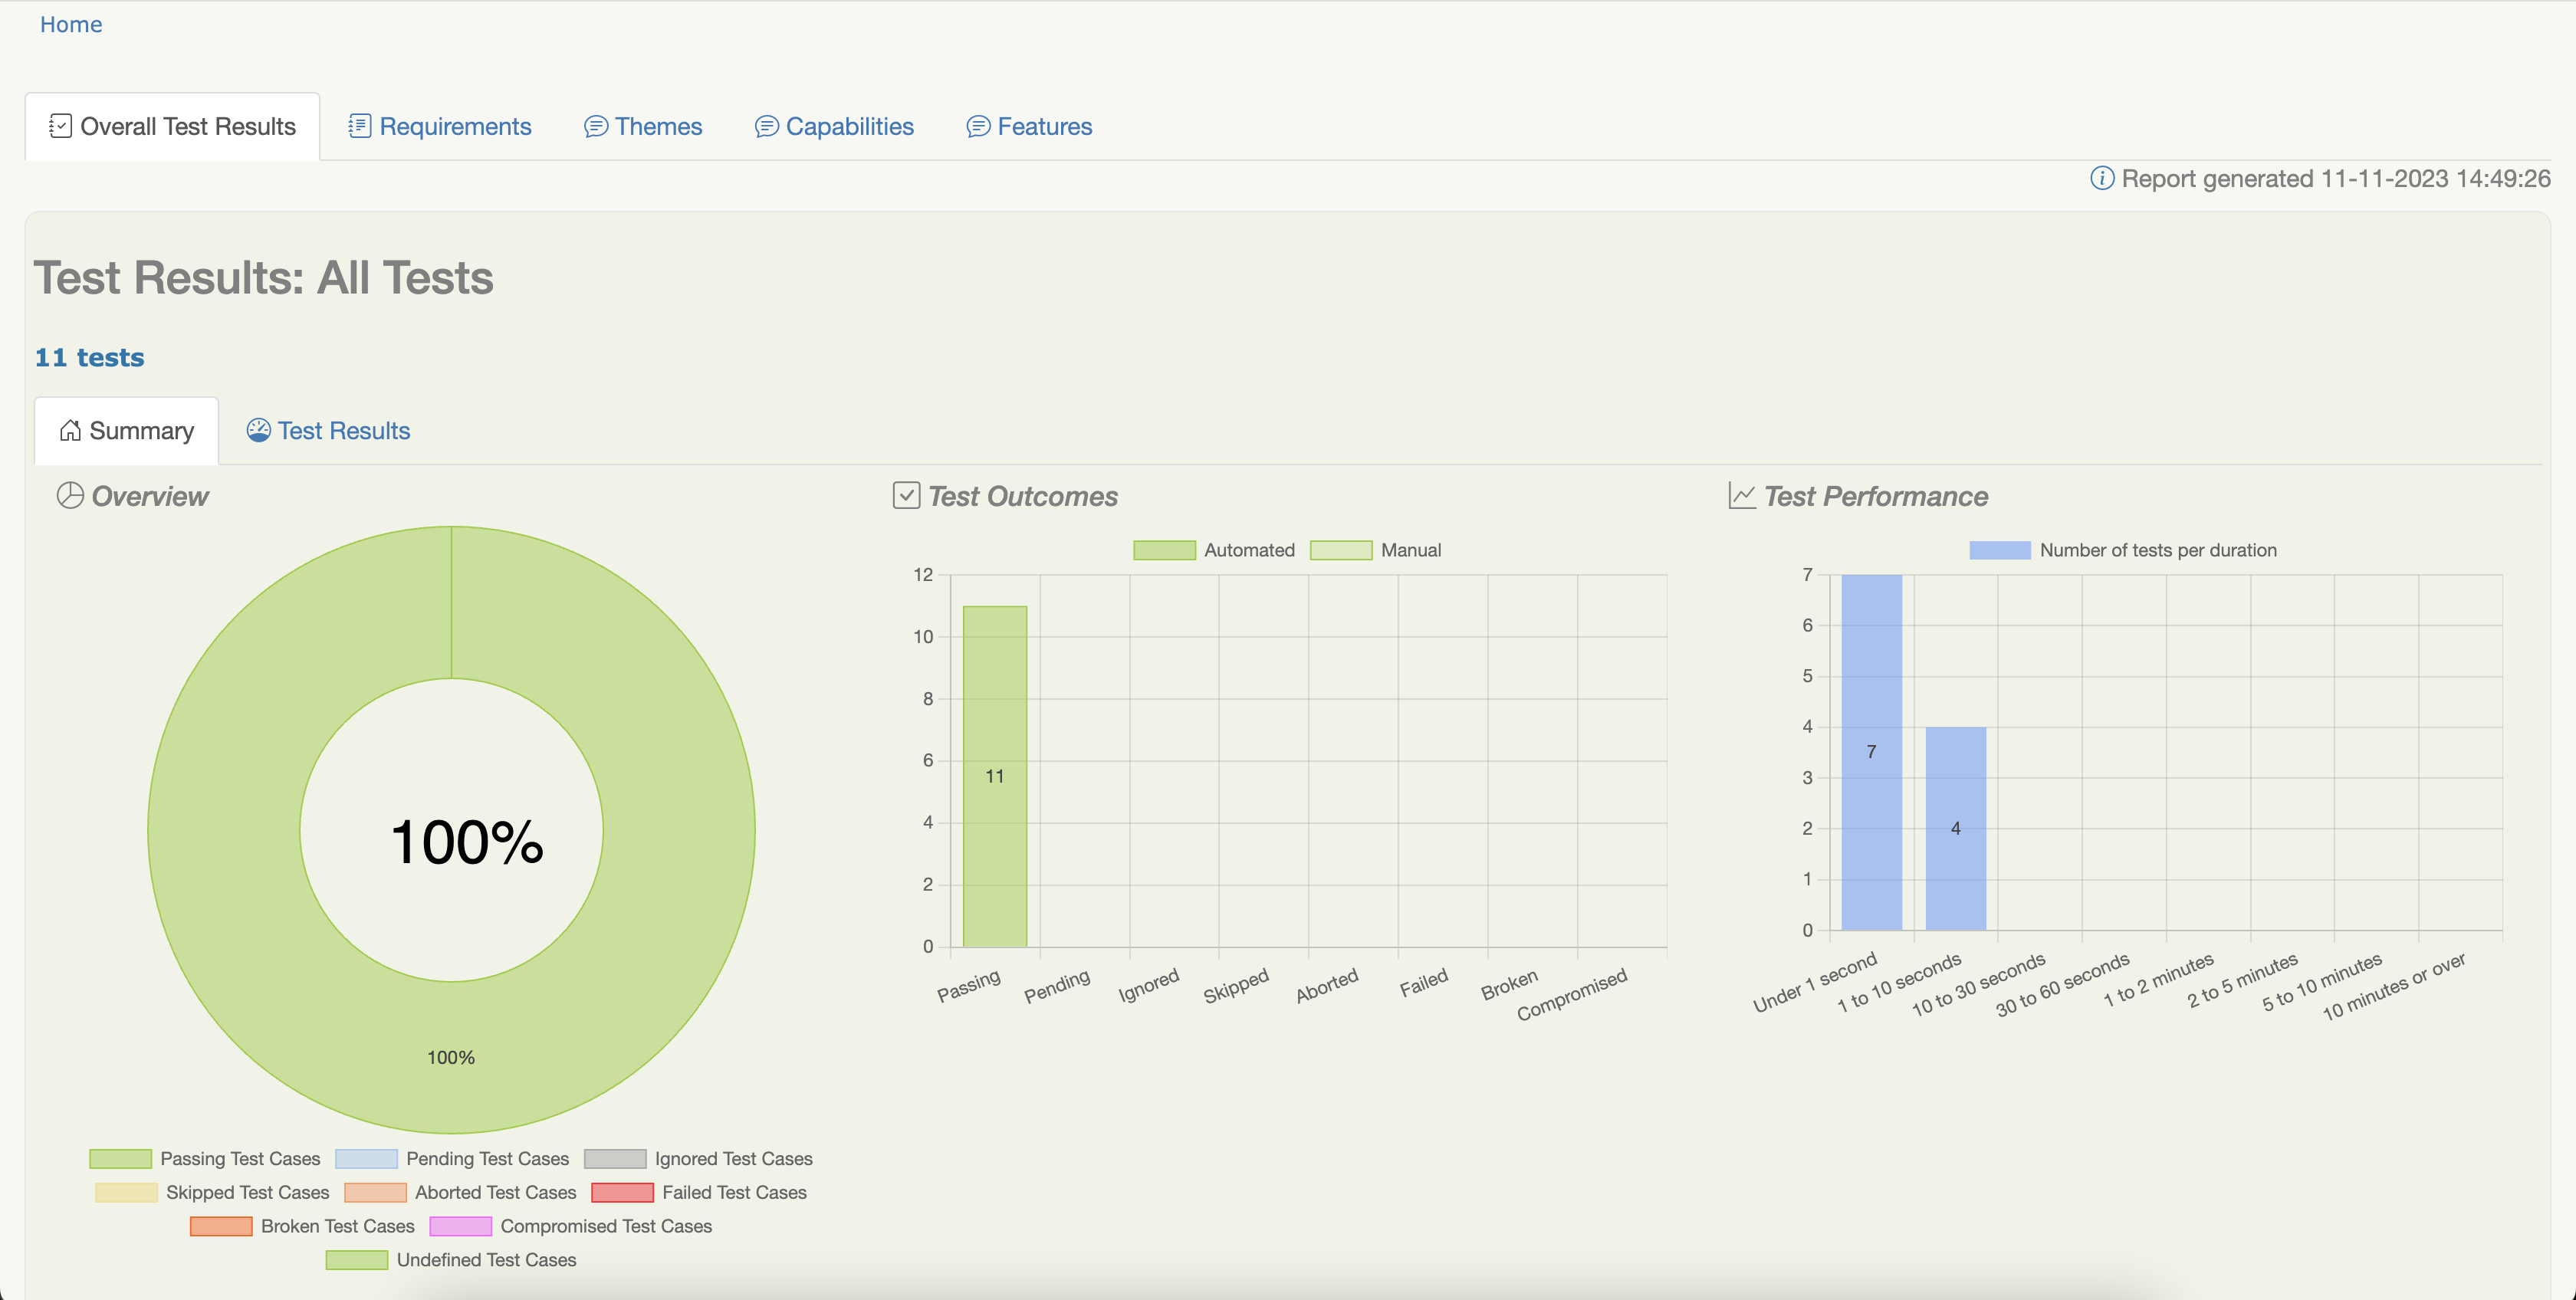 Home
Overall Test Results
Requirements
Themes
Capabilities
Features
Report generated 11-11-2023 14:49:26
Test Results: All Tests
11 tests
Summary
Test Results
Overview
100%
100%
Passing Test Cases
Pending Test Cases
Ignored Test Cases
Skipped Test Cases
Aborted Test Cases
Failed Test Cases
Broken Test Cases
Compromised Test Cases
Undefined Test Cases
Test Outcomes
Automated
Manual
12
10
8
6
4
2
0
11
Passing
Pending
Ignored
Skipped
Aborted
Failed
Broken
Compromised
Test Performance
Number of tests per duration
7
6
5
4
3
2
1
0
7
4
Under 1 second
1 to 10 seconds
10 to 30 seconds
30 to 60 seconds
1 to 2 minutes
2 to 5 minutes
5 to 10 minutes
10 minutes or over